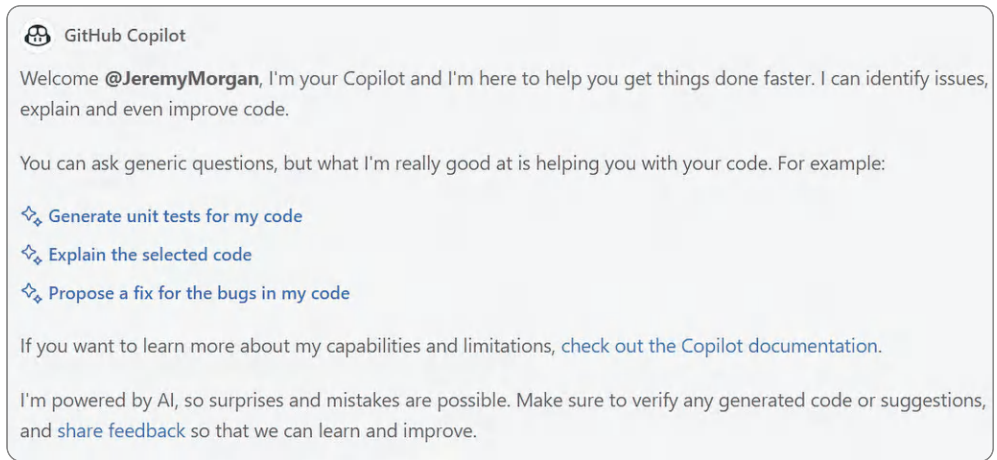 GitHub Copilot
Welcome @JeremyMorgan, I'm your Copilot and I'm here to help you get things done faster. I can identify issues,
explain and even improve code.
You can ask generic questions, but what I'm really good at is helping you with your code. For example:
Generate unit tests for my code
Explain the selected code
Propose a fix for the bugs in my code
If you want to learn more about my capabilities and limitations, check out the Copilot documentation.
I'm powered by AI, so surprises and mistakes are possible. Make sure to verify any generated code or suggestions,
and share feedback so that we can learn and improve.